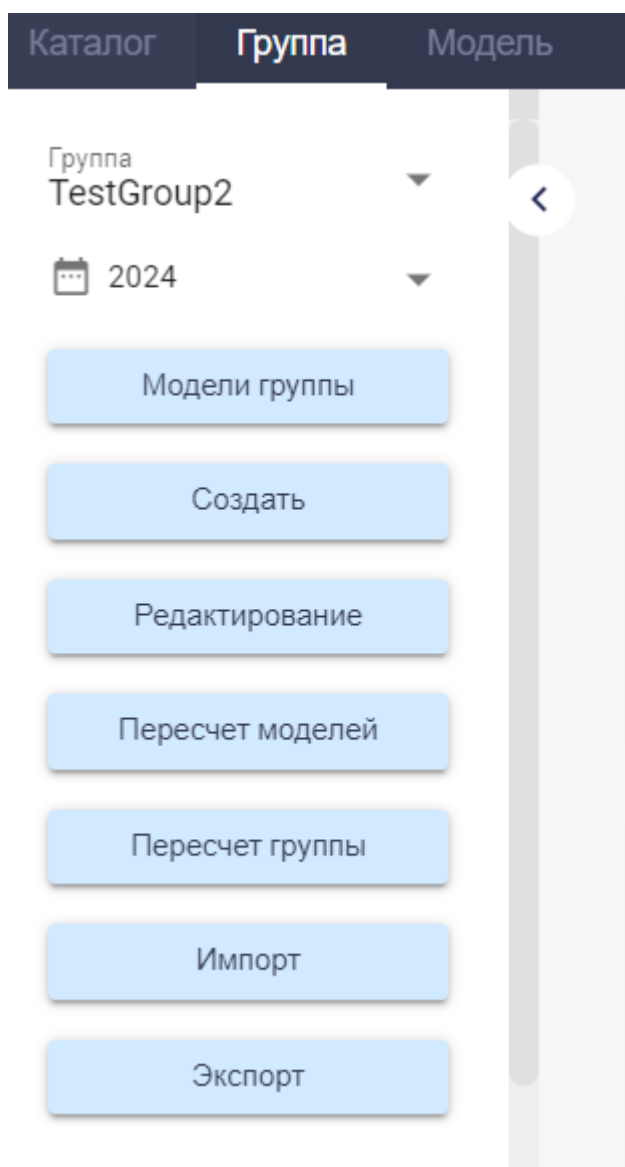 Каталог Группа Модель
Группа
TestGroup2
2024
Модели группы
Создать
Редактирование
Пересчет моделей
Пересчет группы
Импорт
Экспорт